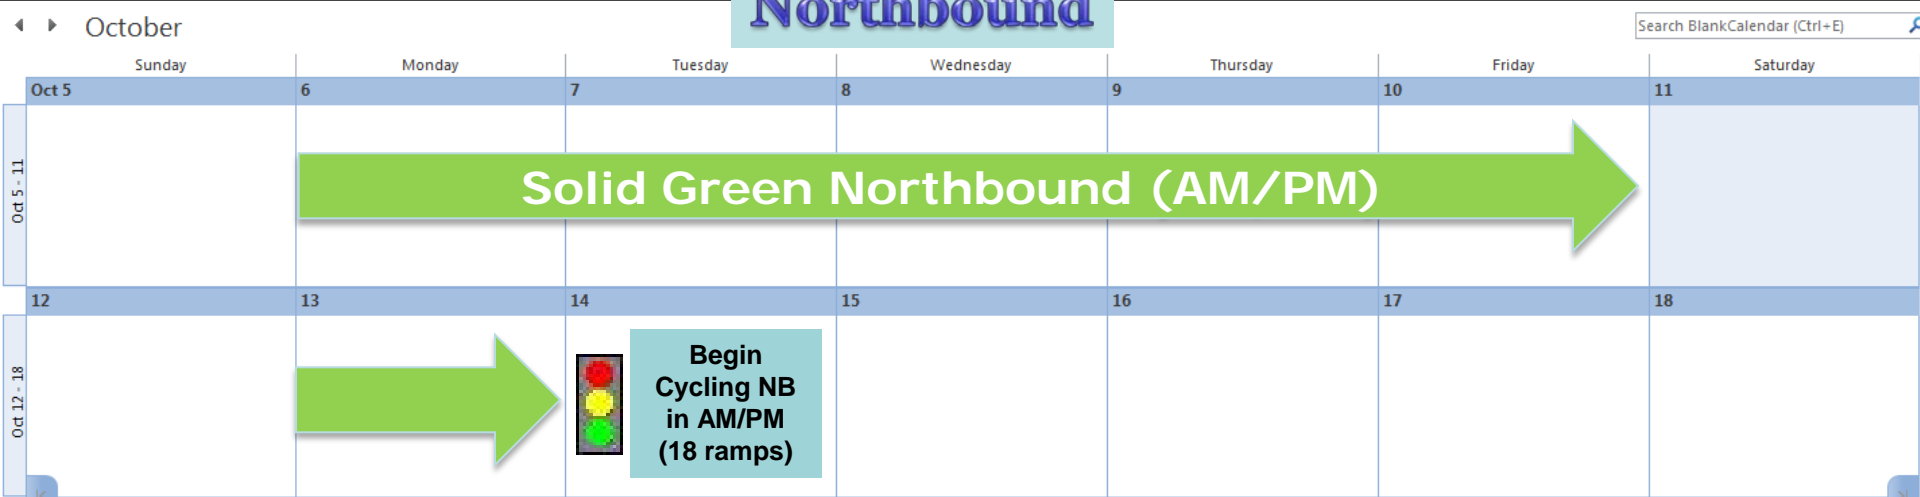 Northbound
October
Search BlankCalendar (Ctrl+E)
Sunday Monday Tuesday Wednesday Thursday Friday Saturday
Oct 5 6 7 8 9 10 11
Oct 5 - 11
Solid Green Northbound (AM/PM)
12 13 14 15 16 17 18
Oct 12 - 18
Begin
Cycling NB
in AM/PM
(18 ramps)